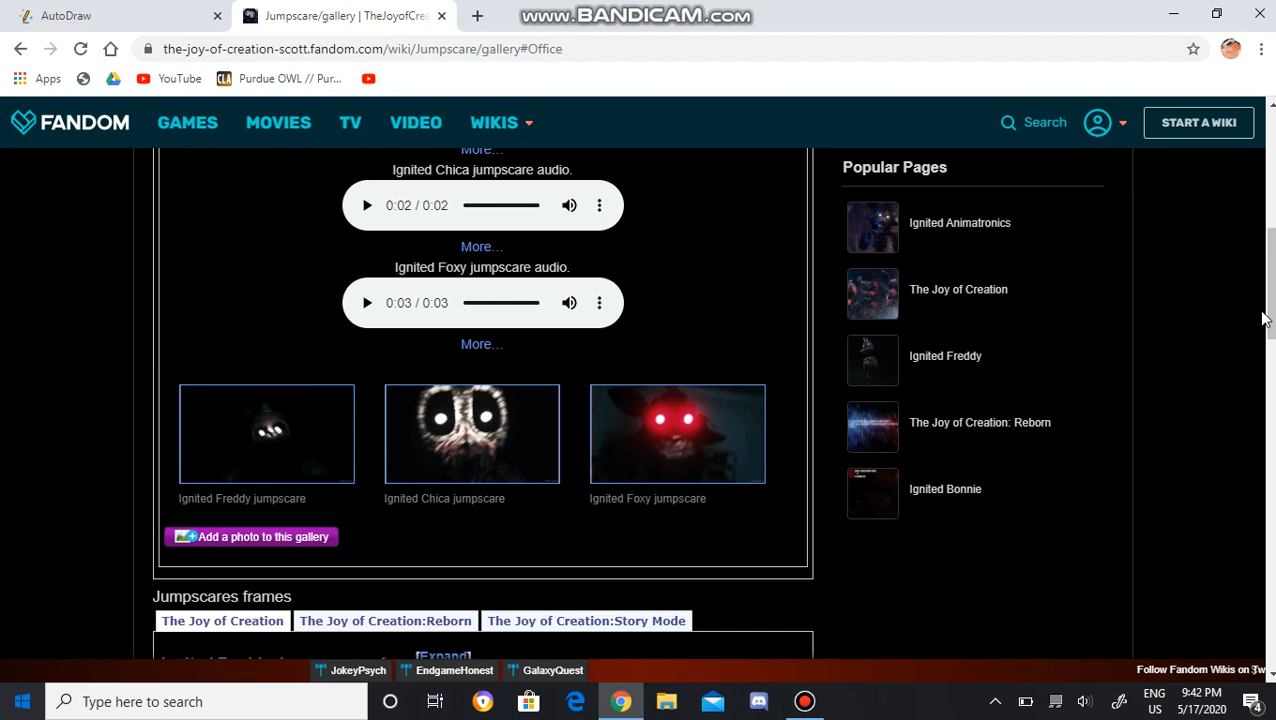 AutoDraw
Jumpscare/gallery | TheJoyofCrea
www.BANDICAM.com
the-joy-of-creation-scott.fandom.com/wiki/Jumpscare/gallery#Office
Apps
YouTube
CLA
Purdue OWL // Pur...
FANDOM
GAMES
MOVIES
TV
VIDEO
WIKIS
Search
START A WIKI
More...
Ignited Chica jumpscare audio.
0:02 / 0:02
More...
Ignited Foxy jumpscare audio.
0:03 / 0:03
More...
Ignited Freddy jumpscare
Ignited Chica jumpscare
Ignited Foxy jumpscare
Add a photo to this gallery
Popular Pages
Ignited Animatronics
The Joy of Creation
Ignited Freddy
The Joy of Creation: Reborn
Ignited Bonnie
Jumpscares frames
The Joy of Creation
The Joy of Creation:Reborn
The Joy of Creation:Story Mode
[Expand]
JokeyPsych
EndgameHonest
GalaxyQuest
Follow Fandom Wikis on Tw
Type here to search
ENG
US
9:42 PM
5/17/2020
4